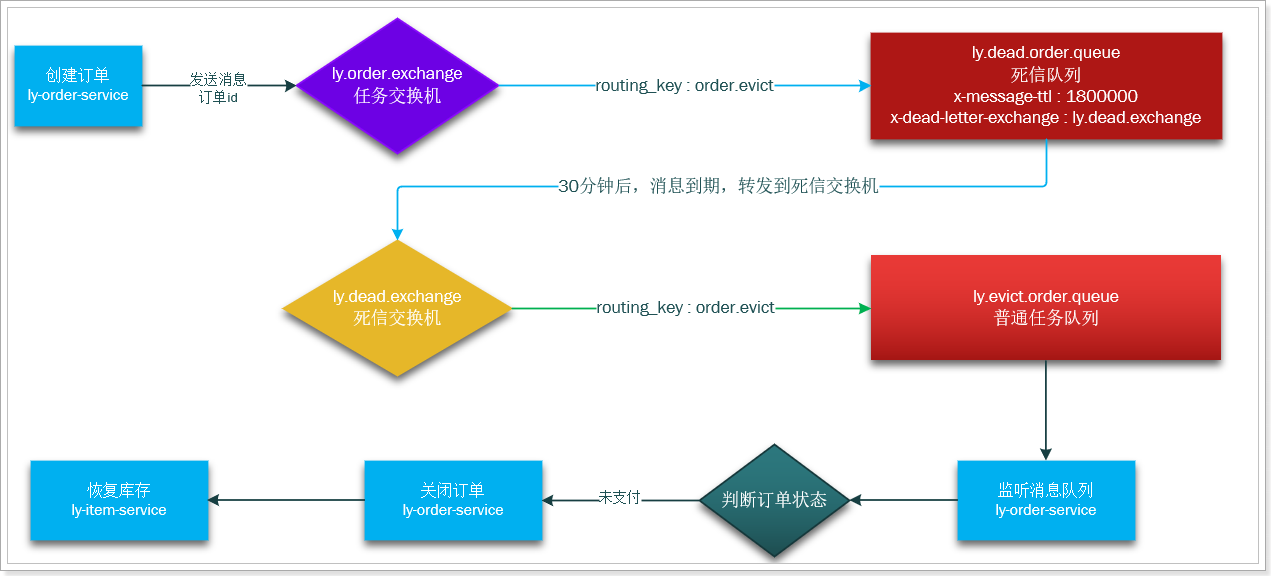 创建订单
ly-order-service
发送消息
订单id
ly.order.exchange
任务交换机
routing_key : order.evict
ly.dead.order.queue
死信队列
x-message-ttl : 1800000
x-dead-letter-exchange : ly.dead.exchange
30分钟后，消息到期，转发到死信交换机
ly.dead.exchange
死信交换机
routing_key : order.evict
ly.evict.order.queue
普通任务队列
恢复库存
ly-item-service
关闭订单
ly-order-service
未支付
判断订单状态
监听消息队列
ly-order-service